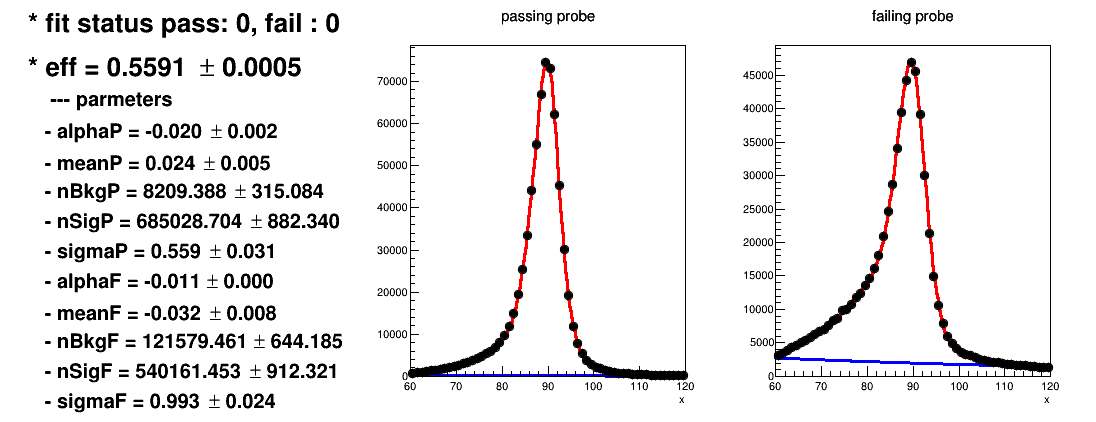 * fit status pass: 0, fail : 0
* eff = 0.5591 ± 0.0005
--- parmeters
- alphaP = -0.020 ± 0.002
- meanP = 0.024 ± 0.005
- nBkgP = 8209.388 ± 315.084
- nSigP = 685028.704 ± 882.340
- sigmaP = 0.559 ± 0.031
- alphaF = -0.011 ± 0.000
- meanF = -0.032 ± 0.008
- nBkgF = 121579.461 ± 644.185
- nSigF = 540161.453 ± 912.321
- sigmaF = 0.993 ± 0.024
passing probe
70000
60000
50000
40000
30000
20000
10000
0
60 70 80 90 100 110 120
x
failing probe
45000
40000
35000
30000
25000
20000
15000
10000
5000
0
60 70 80 90 100 110 120
x